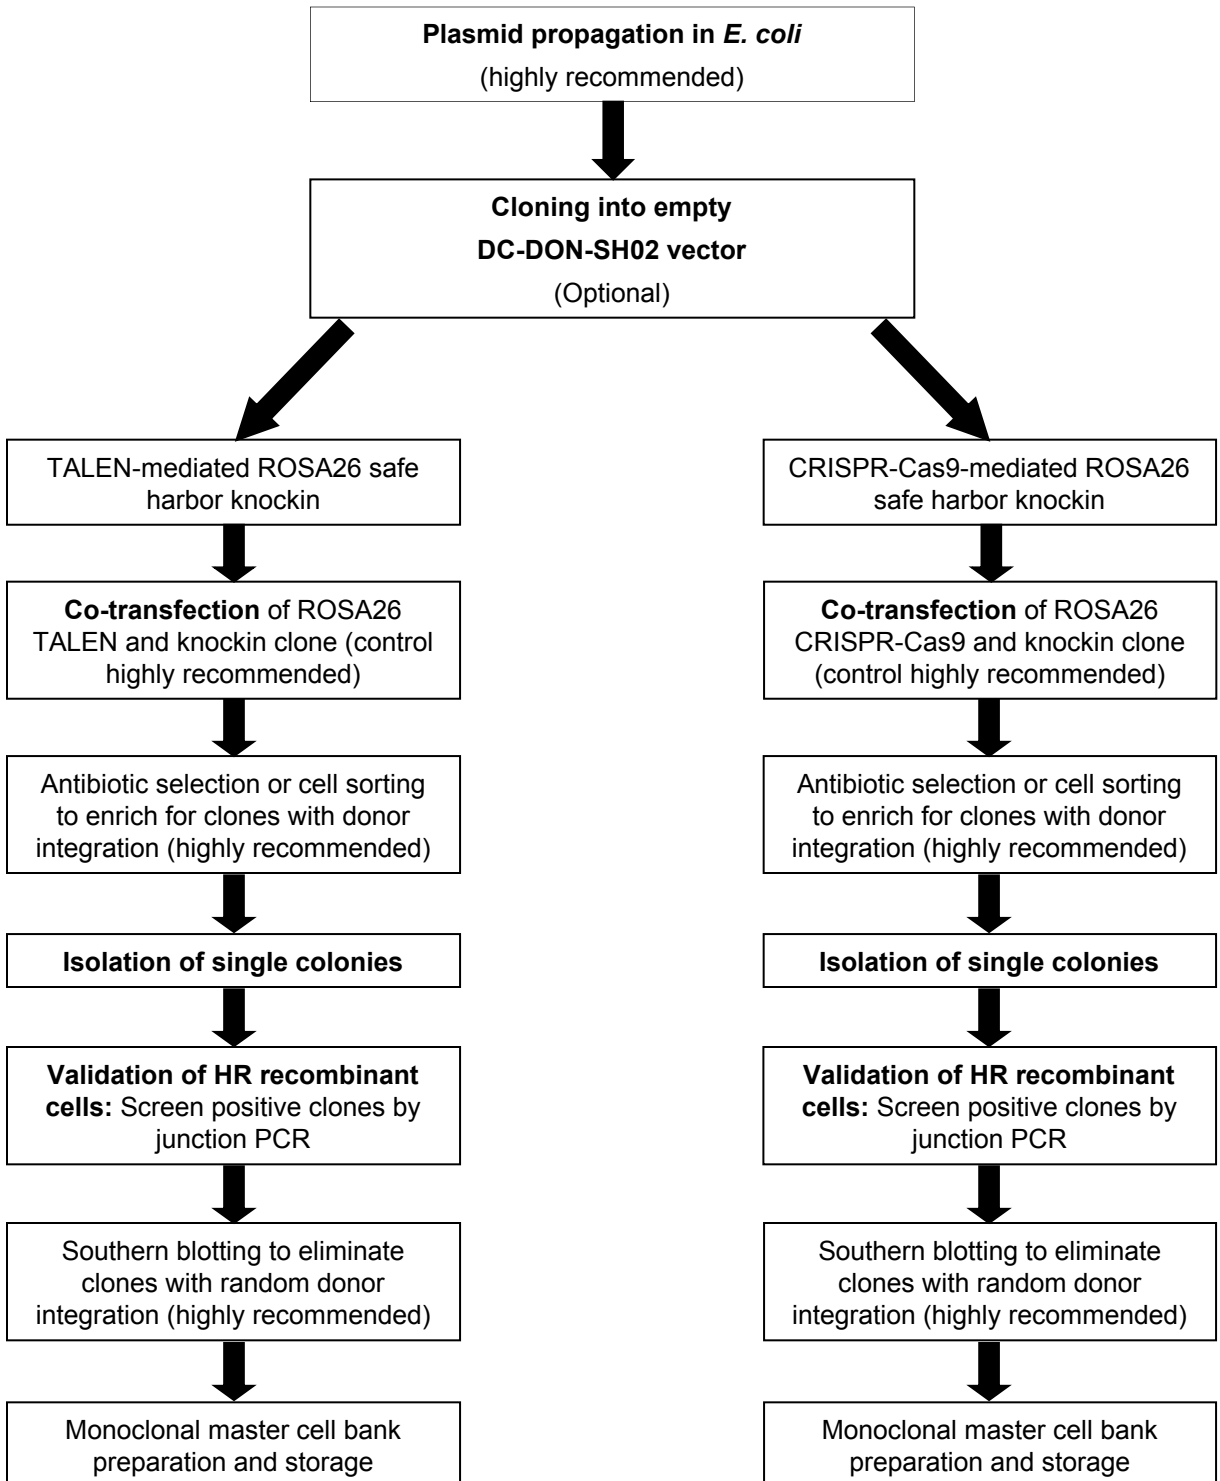 Plasmid propagation in E. coli
(highly recommended)
Cloning into empty
DC-DON-SH02 vector
(Optional)
TALEN-mediated ROSA26 safe
harbor knockin
Co-transfection of ROSA26
TALEN and knockin clone (control
highly recommended)
Antibiotic selection or cell sorting
to enrich for clones with donor
integration (highly recommended)
Isolation of single colonies
Validation of HR recombinant
cells: Screen positive clones by
junction PCR
Southern blotting to eliminate
clones with random donor
integration (highly recommended)
Monoclonal master cell bank
preparation and storage
CRISPR-Cas9-mediated ROSA26
safe harbor knockin
Co-transfection of ROSA26
CRISPR-Cas9 and knockin clone
(control highly recommended)
Antibiotic selection or cell sorting
to enrich for clones with donor
integration (highly recommended)
Isolation of single colonies
Validation of HR recombinant
cells: Screen positive clones by
junction PCR
Southern blotting to eliminate
clones with random donor
integration (highly recommended)
Monoclonal master cell bank
preparation and storage